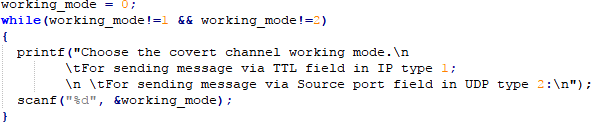 working_mode = 0;
while(working_mode!=1 && working_mode!=2)
{
printf("Choose the covert channel working mode.\n
\tFor sending message via TTL field in IP type 1;
\n \tFor sending message via Source port field in UDP type 2:\n");
scanf("%d", &working_mode);
}